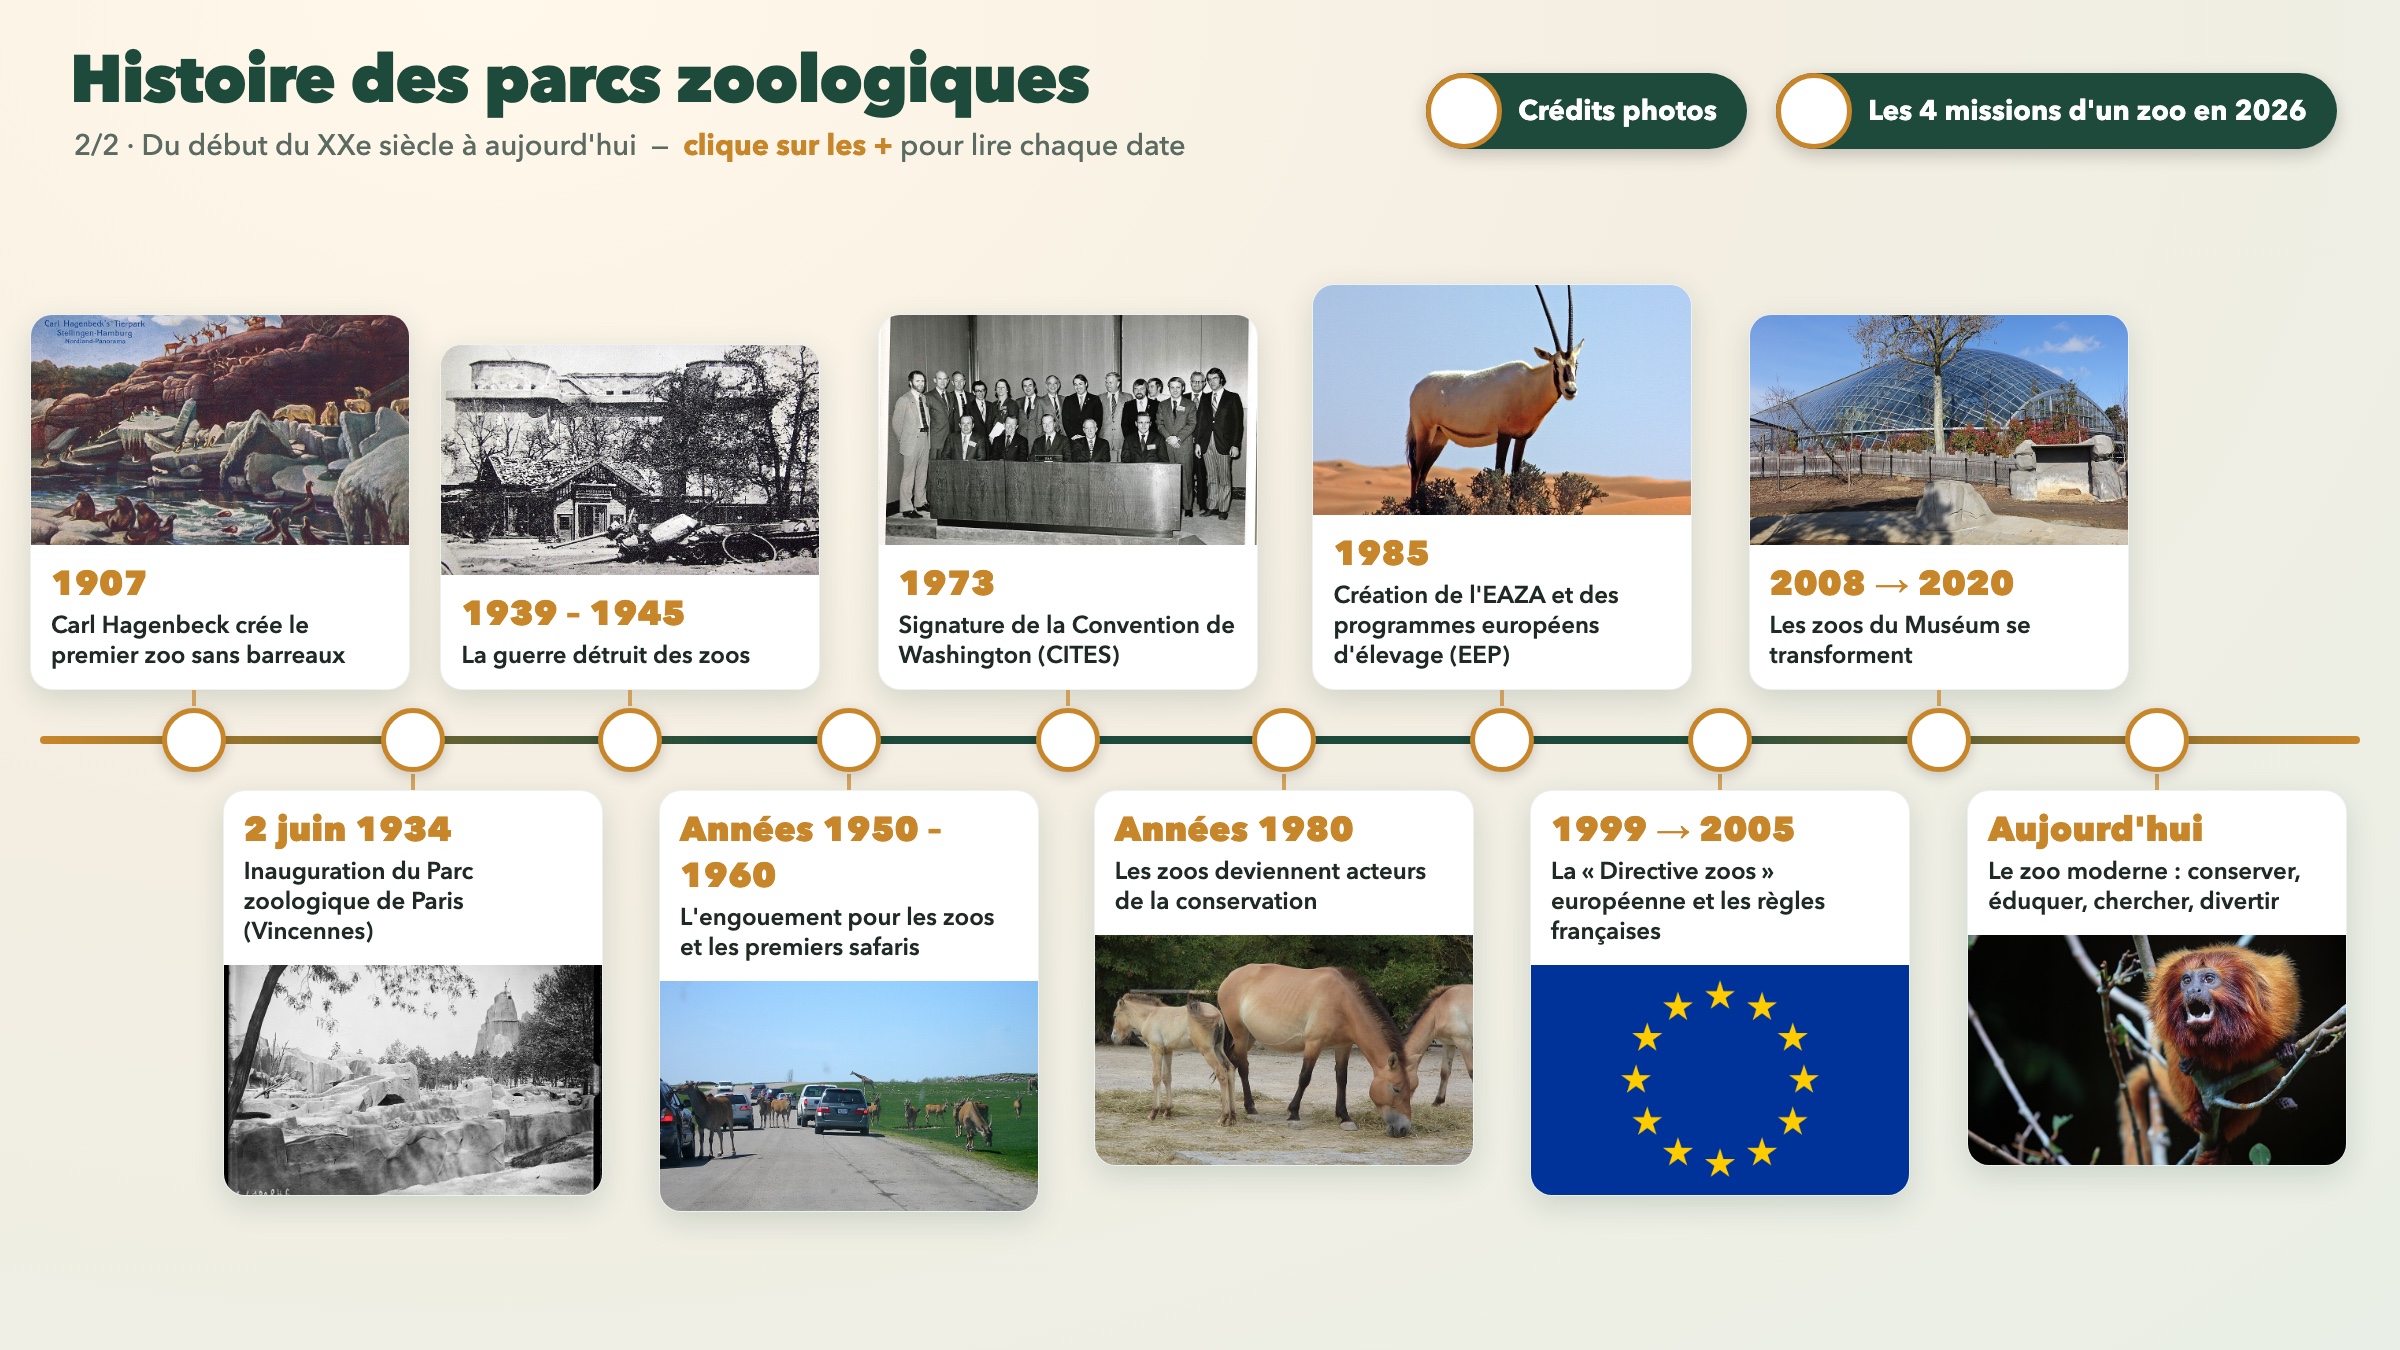 Histoire des parcs zoologiques
2/2 · Du début du XXe siècle à aujourd'hui – clique sur les + pour lire chaque date
Crédits photos
Les 4 missions d'un zoo en 2026
Carl Hagenbeck's Tierpark
Stellingen-Hamburg
Nordland-Panorama
1907
Carl Hagenbeck crée le
premier zoo sans barreaux
1939 – 1945
La guerre détruit des zoos
1973
Signature de la Convention de
Washington (CITES)
1985
Création de l'EAZA et des
programmes européens
d'élevage (EEP)
2008 → 2020
Les zoos du Muséum se
transforment
2 juin 1934
Inauguration du Parc
zoologique de Paris
(Vincennes)
Années 1950 –
1960
L'engouement pour les zoos
et les premiers safaris
Années 1980
Les zoos deviennent acteurs
de la conservation
1999 → 2005
La « Directive zoos »
européenne et les règles
françaises
Aujourd'hui
Le zoo moderne : conserver,
éduquer, chercher, divertir